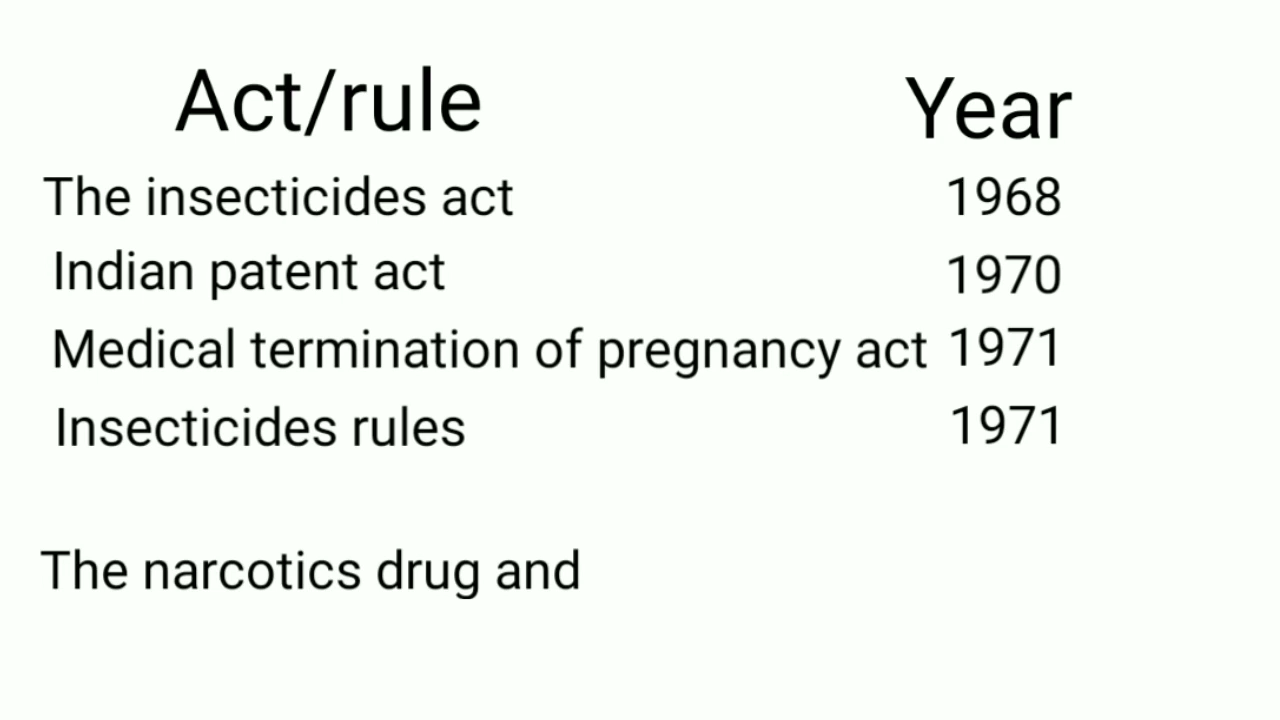 Act/rule Year
The insecticides act 1968
Indian patent act 1970
Medical termination of pregnancy act 1971
Insecticides rules 1971
The narcotics drug and